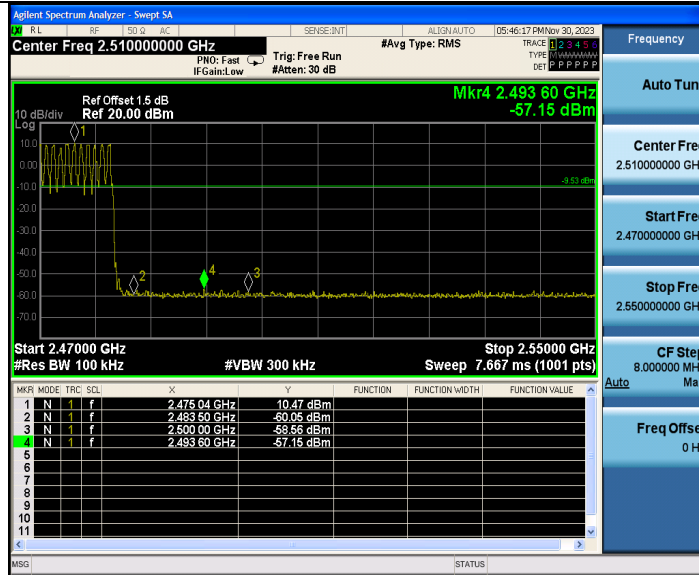 Agilent Spectrum Analyzer - Swept SA
LXI RL RF 50 Ω AC SENSE:INT ALIGN AUTO 05:46:17 PM Nov 30, 2023
Center Freq 2.510000000 GHz #Avg Type: RMS TRACE 1 2 3 4 5 6
PNO: Fast Trig: Free Run TYPE MWWWWW
IFGain:Low #Atten: 30 dB DET P P P P P P
Mkr4 2.493 60 GHz
Ref Offset 1.5 dB
10 dB/div Ref 20.00 dBm -57.15 dBm
Log
10.0
0.00
-10.0
-9.53 dBm
-20.0
-30.0
-40.0
-50.0
-60.0
-70.0
1
2
4
3
Start 2.47000 GHz Stop 2.55000 GHz
#Res BW 100 kHz #VBW 300 kHz Sweep 7.667 ms (1001 pts)
MKR MODE TRC SCL X Y FUNCTION FUNCTION WIDTH FUNCTION VALUE
1 N 1 f 2.475 04 GHz 10.47 dBm
2 N 1 f 2.483 50 GHz -60.05 dBm
3 N 1 f 2.500 00 GHz -58.56 dBm
4 N 1 f 2.493 60 GHz -57.15 dBm
5
6
7
8
9
10
11
MSG STATUS
Frequency
Auto Tun
Center Fre
2.510000000 GH
Start Fre
2.470000000 GH
Stop Fre
2.550000000 GH
CF Ste
8.000000 MH
Auto Ma
Freq Offse
0 H